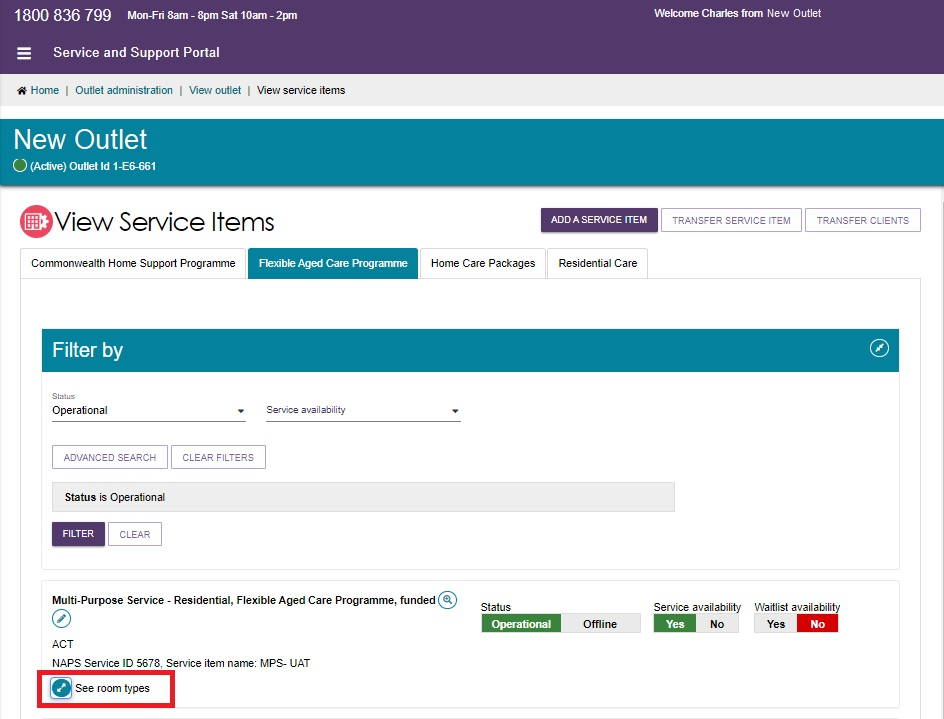 1800 836 799 Mon-Fri 8am - 8pm Sat 10am - 2pm Welcome Charles from New Outlet
Service and Support Portal
Home | Outlet administration | View outlet | View service items
New Outlet
(Active) Outlet Id 1-E6-661
View Service Items ADD A SERVICE ITEM TRANSFER SERVICE ITEM TRANSFER CLIENTS
Commonwealth Home Support Programme Flexible Aged Care Programme Home Care Packages Residential Care
Filter by
Status
Operational Service availability
ADVANCED SEARCH CLEAR FILTERS
Status is Operational
FILTER CLEAR
Multi-Purpose Service - Residential, Flexible Aged Care Programme, funded
Status Service availability Waitlist availability
Operational Offline Yes No Yes No
ACT
NAPS Service ID 5678, Service item name: MPS- UAT
See room types